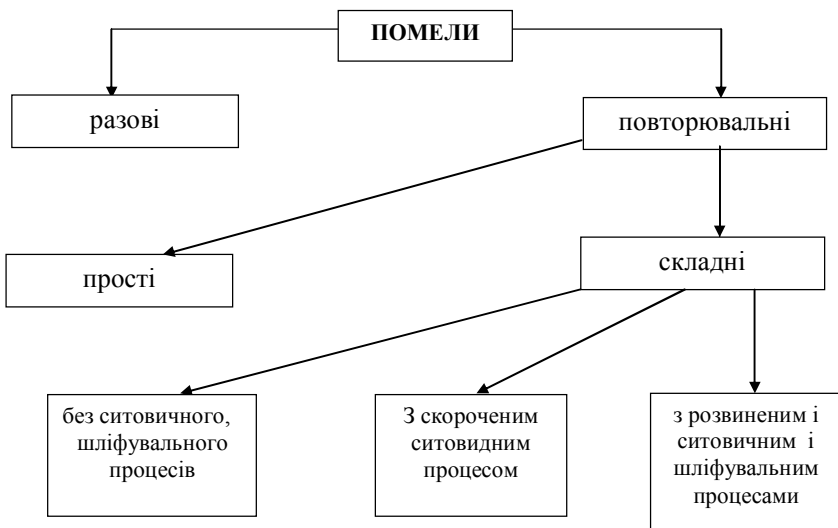 ПОМЕЛИ
разові
повторювальні
прості
складні
без ситовичного,
шліфувального
процесів
З скороченим
ситовидним
процесом
з розвиненим і
ситовичним і
шліфувальним
процесами